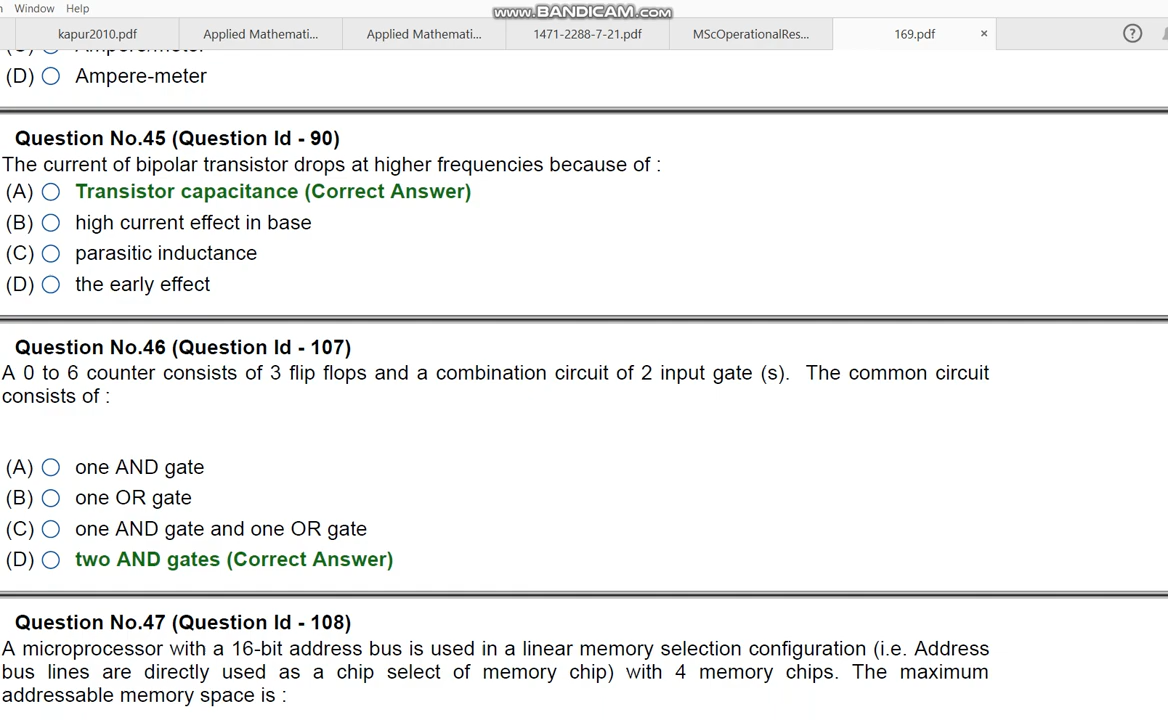 Window Help
www.BANDICAM.com
kapur2010.pdf Applied Mathemati... Applied Mathemati... 1471-2288-7-21.pdf MScOperationalRes... 169.pdf × ?
(D) Ampere-meter
Question No.45 (Question Id - 90)
The current of bipolar transistor drops at higher frequencies because of :
(A) Transistor capacitance (Correct Answer)
(B) high current effect in base
(C) parasitic inductance
(D) the early effect
Question No.46 (Question Id - 107)
A 0 to 6 counter consists of 3 flip flops and a combination circuit of 2 input gate (s). The common circuit
consists of :
(A) one AND gate
(B) one OR gate
(C) one AND gate and one OR gate
(D) two AND gates (Correct Answer)
Question No.47 (Question Id - 108)
A microprocessor with a 16-bit address bus is used in a linear memory selection configuration (i.e. Address
bus lines are directly used as a chip select of memory chip) with 4 memory chips. The maximum
addressable memory space is :